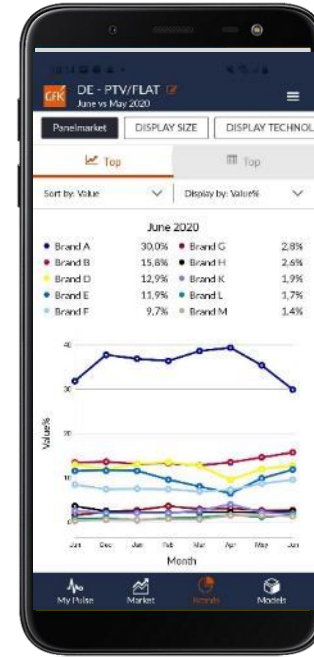 GfK DE - PTV/FLAT
June vs May 2020
Panelmarket DISPLAY SIZE DISPLAY TECHNOL
Top Top
Sort by: Value Display by: Value%
June 2020
Brand A 30,0% Brand G 2,8%
Brand B 15,8% Brand H 2,6%
Brand D 12,9% Brand K 1,9%
Brand E 11,9% Brand L 1,7%
Brand F 9,7% Brand M 1,4%
40
30
20
10
0
Value%
Jun Dec Jan Feb Mar Apr May Jun
Month
My Pulse Market Brands Models